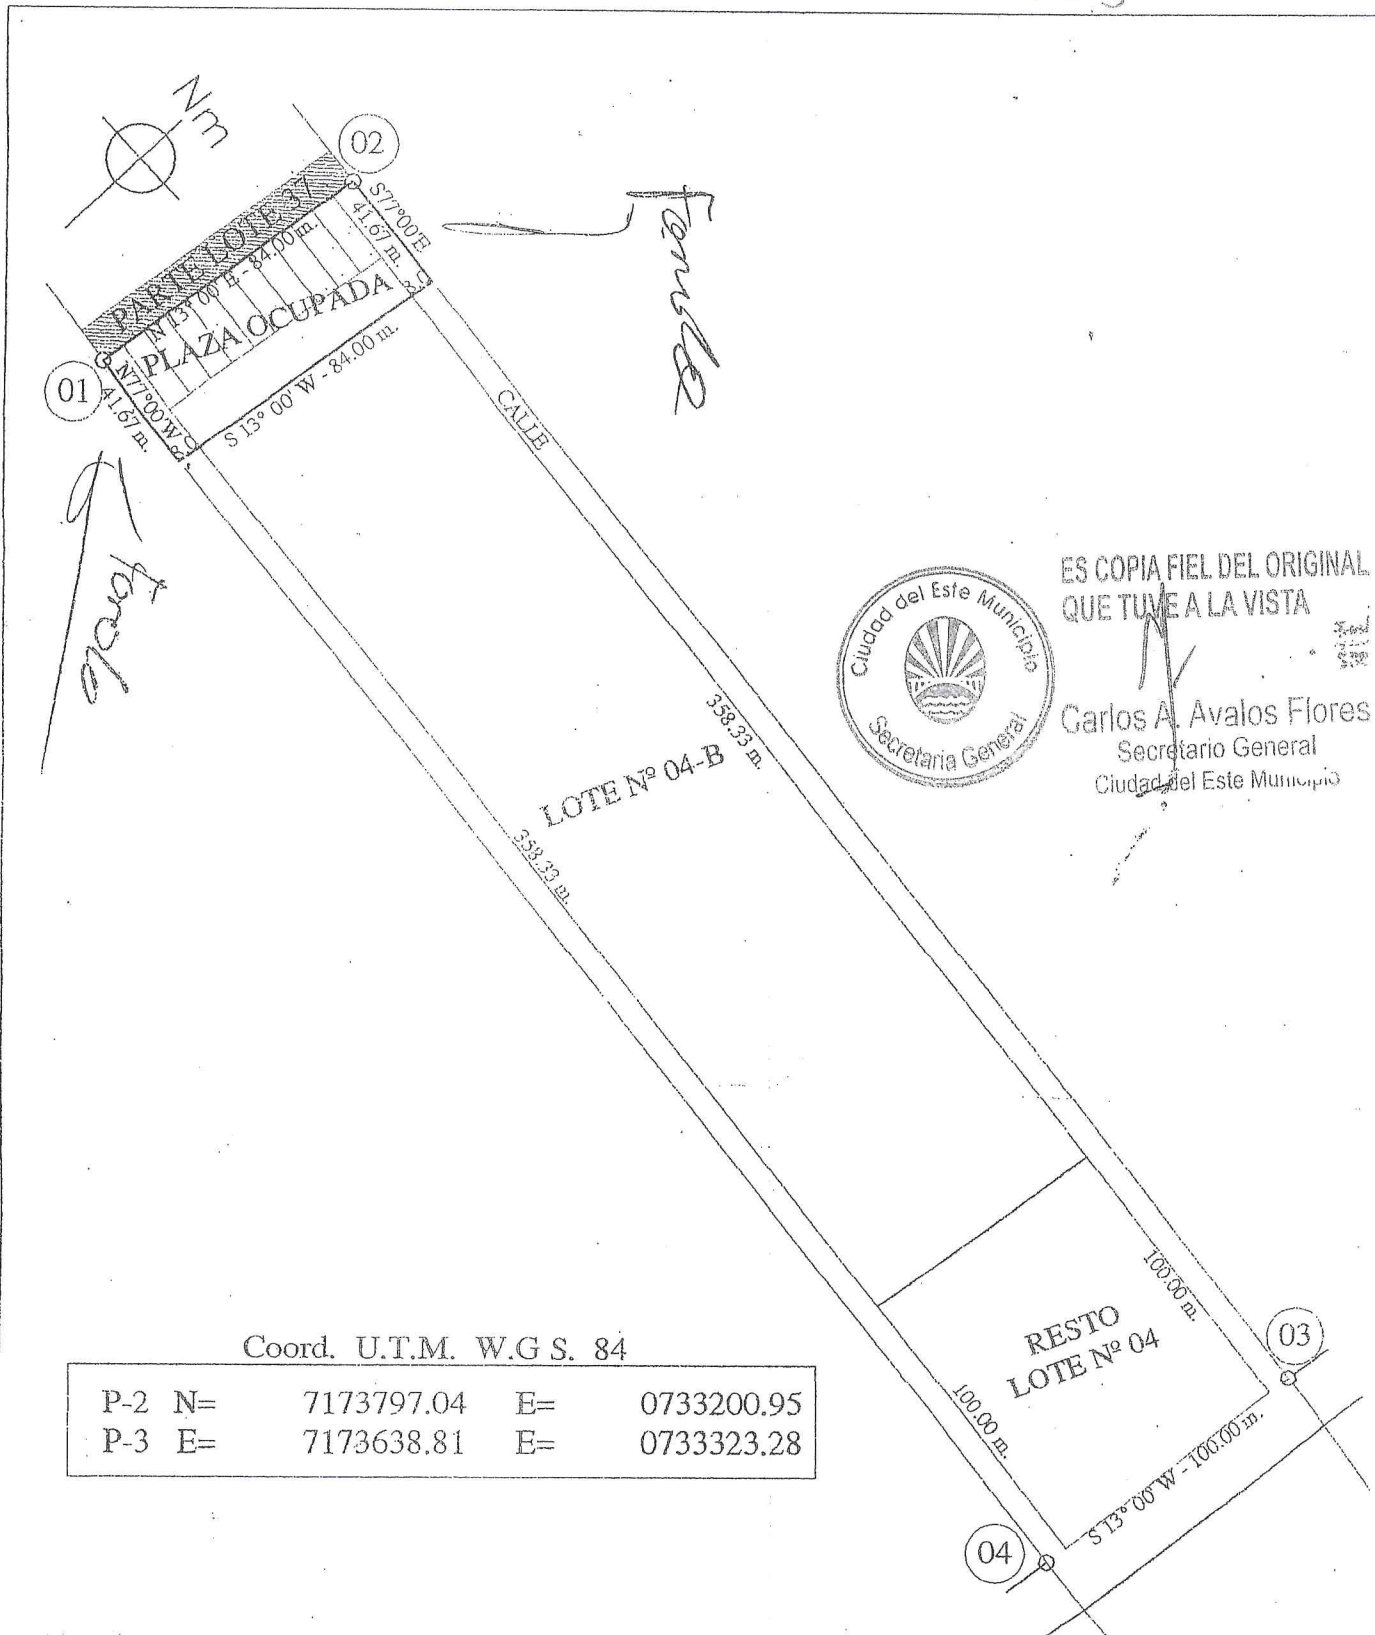 Nm
02
PARTE LOTE 37
N 13° 00' E - 84.00 m.
S77°00'E
41.67 m.
PLAZA OCUPADA
8.0
01
N77°00'W
41.67 m.
8.0
S 13° 00' W - 84.00 m.
CALLE
ES COPIA FIEL DEL ORIGINAL
QUE TUVE A LA VISTA
Ciudad del Este Municipio
Secretaria General
Carlos A. Avalos Flores
Secretario General
Ciudad del Este Municipio
358.33 m.
LOTE Nº 04-B
358.33 m.
100.00 m.
RESTO
LOTE Nº 04
03
100.00 m.
S 13° 00' W - 100.00 m.
04
Coord. U.T.M. W.G S. 84
P-2 N= 7173797.04 E= 0733200.95
P-3 E= 7173638.81 E= 0733323.28